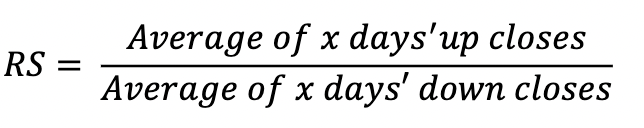 RS = Average of x days'up closes
Average of x days' down closes